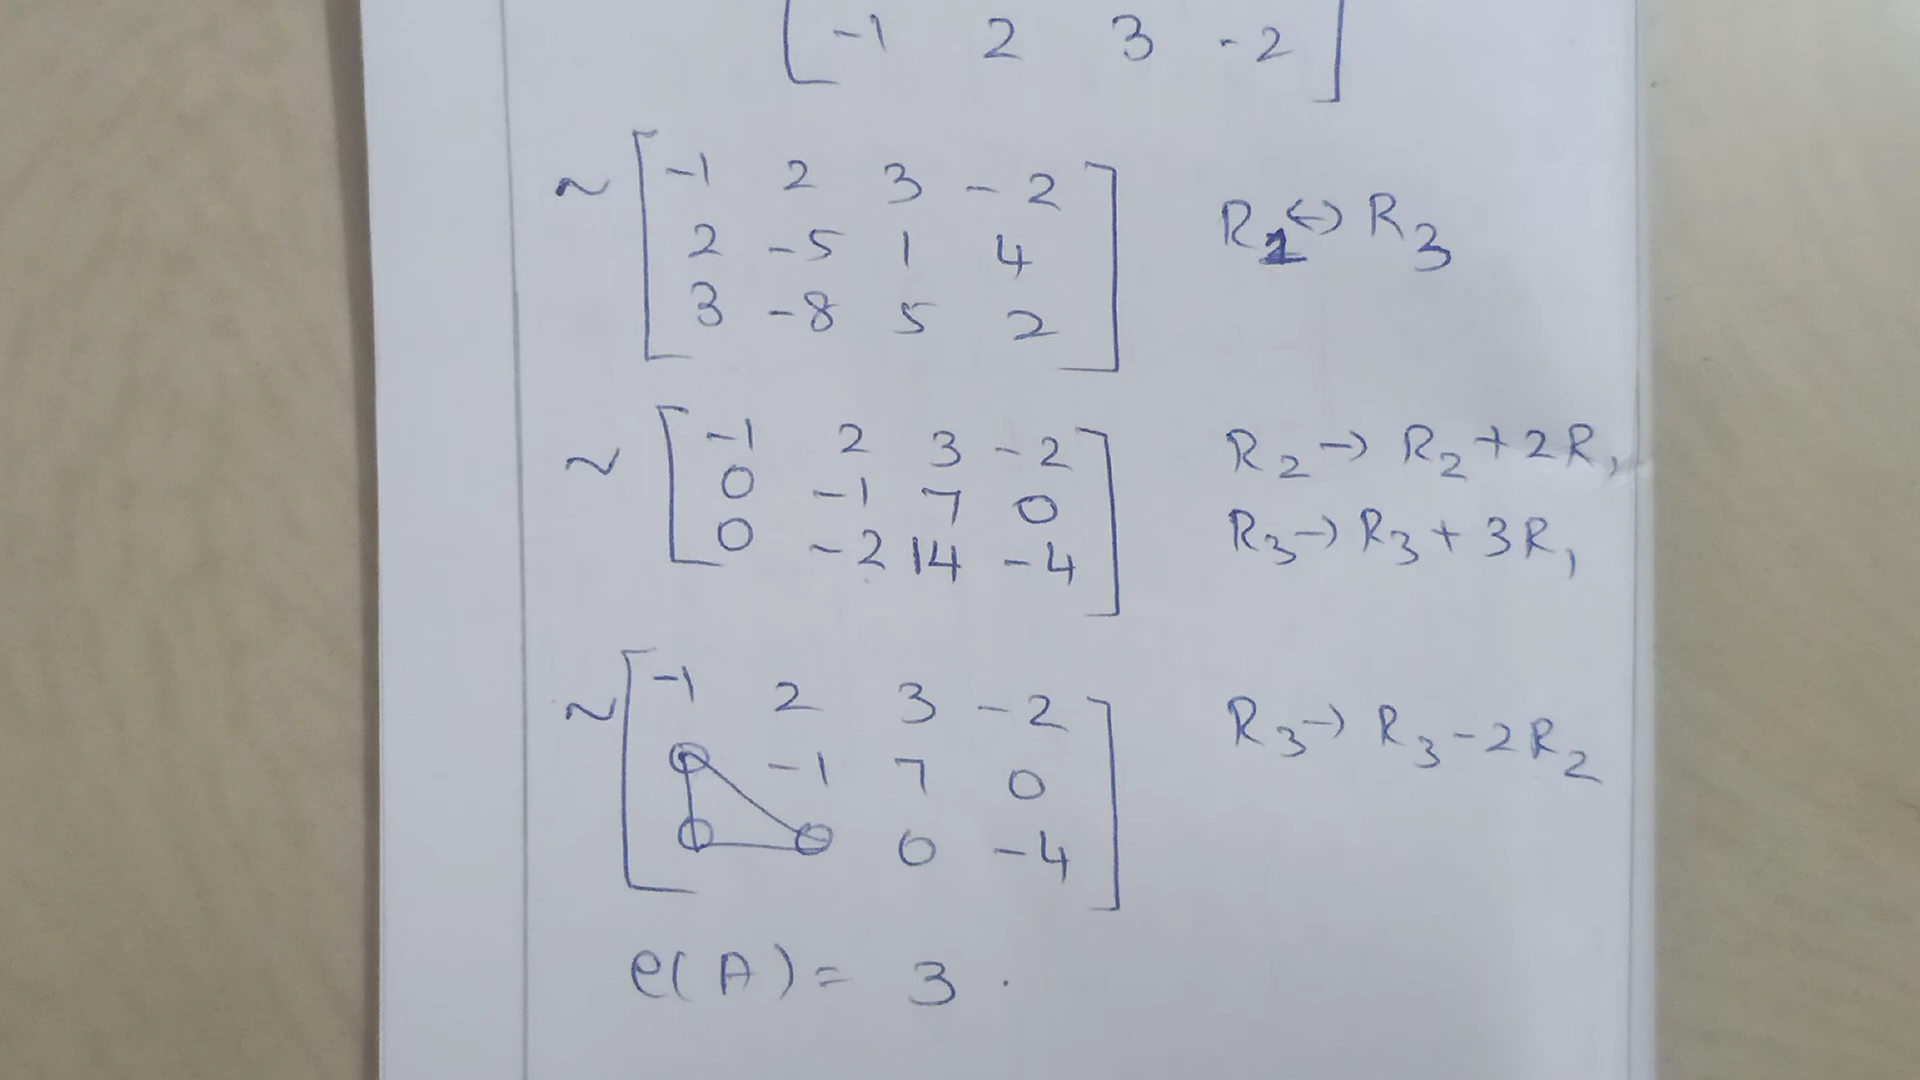 -1 2 3 -2
~ -1 2 3 -2 R1 ↔ R3
2 -5 1 4
3 -8 5 2
~ -1 2 3 -2 R2 → R2 + 2R1
0 -1 7 0
0 -2 14 -4 R3 → R3 + 3R1
~ -1 2 3 -2 R3 → R3 - 2R2
0 -1 7 0
0 0 0 -4
ρ(A) = 3.